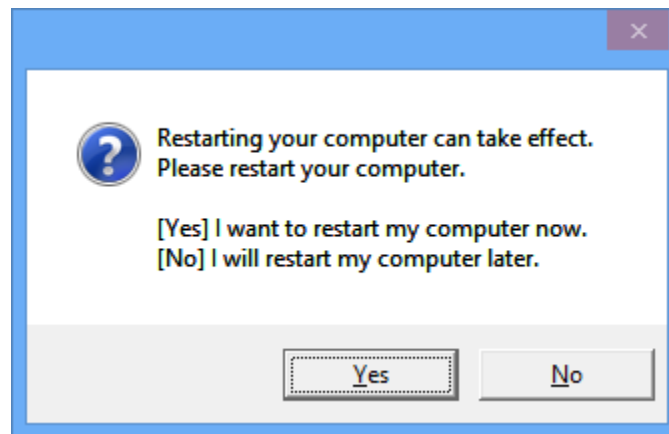 Restarting your computer can take effect.
Please restart your computer.
[Yes] I want to restart my computer now.
[No] I will restart my computer later.
Yes
No